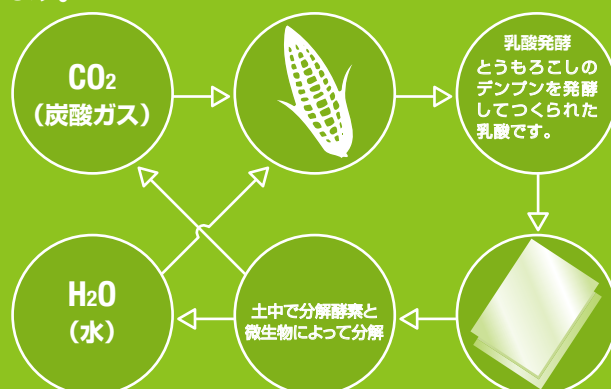 CO2
(炭酸ガス)
乳酸発酵
とうもろこしの
デンプンを発酵
してつくられた
乳酸です。
H2O
(水)
土中で分解酵素と
微生物によって分解